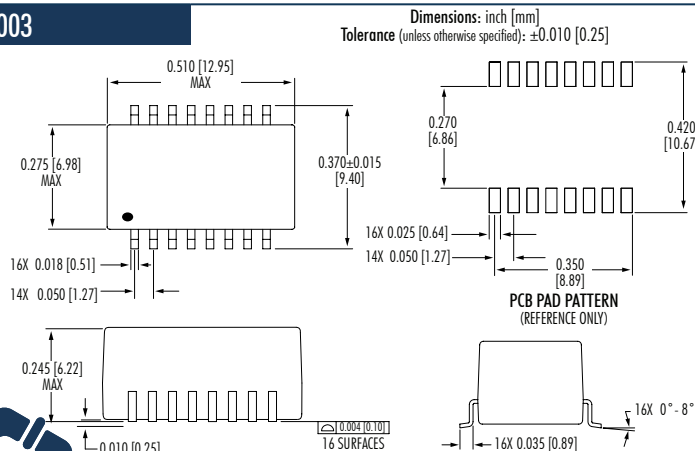 003
Dimensions: inch [mm]
Tolerance (unless otherwise specified): ±0.010 [0.25]
0.510 [12.95]
MAX
0.275 [6.98]
MAX
0.370±0.015
[9.40]
16X 0.018 [0.51]
14X 0.050 [1.27]
0.270
[6.86]
0.420
[10.67
16X 0.025 [0.64]
14X 0.050 [1.27]
0.350
[8.89]
PCB PAD PATTERN
(REFERENCE ONLY)
0.245 [6.22]
MAX
0.010 [0.25]
0.004 [0.10]
16 SURFACES
16X 0°- 8°
16X 0.035 [0.89]